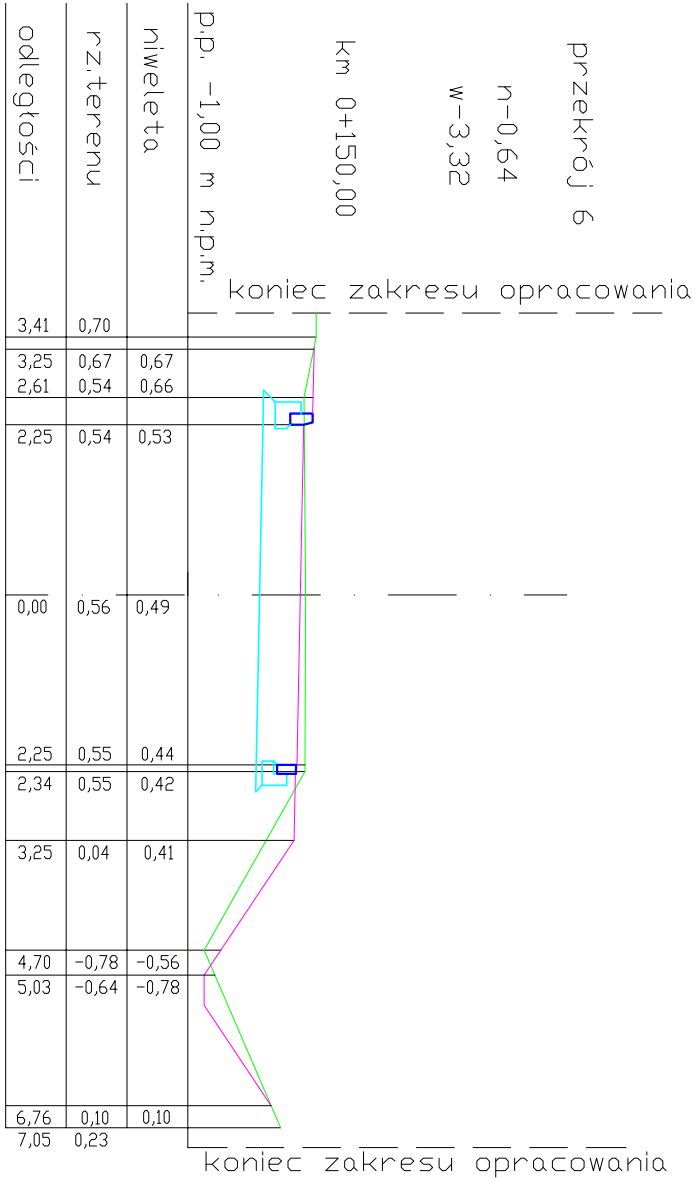 przekrój 6
n-0,64
w-3,32
km 0+150,00
p.p. -1,00 m n.p.m.
niweleta
rz.terenu
odległości
koniec zakresu opracowania
3,41 0,70
3,25 0,67 0,67
2,61 0,54 0,66
2,25 0,54 0,53
0,00 0,56 0,49
2,25 0,55 0,44
2,34 0,55 0,42
3,25 0,04 0,41
4,70 -0,78 -0,56
5,03 -0,64 -0,78
6,76 0,10 0,10
7,05 0,23
koniec zakresu opracowania